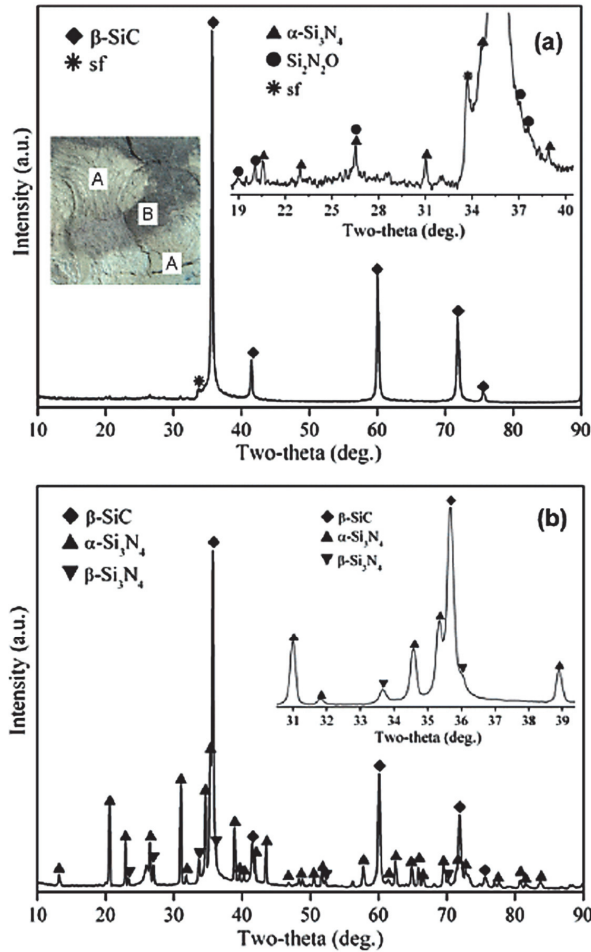 (a)
◆ β-SiC
✳ sf
▲ α-Si₃N₄
● Si₂N₂O
✳ sf
A
B
A
19 22 25 28 31 34 37 40
Two-theta (deg.)
Intensity (a.u.)
sf
10 20 30 40 50 60 70 80 90
Two-theta (deg.)
(b)
◆ β-SiC
▲ α-Si₃N₄
▼ β-Si₃N₄
◆ β-SiC
▲ α-Si₃N₄
▼ β-Si₃N₄
31 32 33 34 35 36 37 38 39
Two-theta (deg.)
Intensity (a.u.)
10 20 30 40 50 60 70 80 90
Two-theta (deg.)